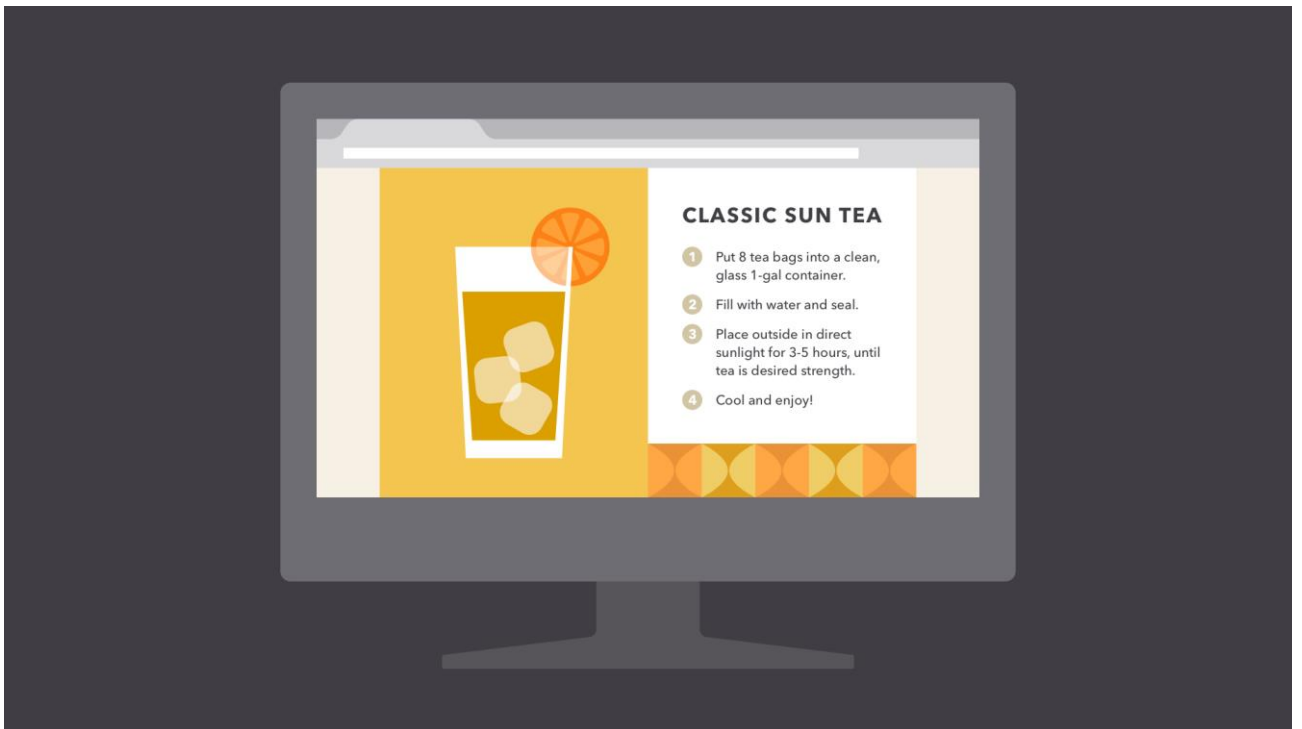 CLASSIC SUN TEA
1 Put 8 tea bags into a clean,
glass 1-gal container.
2 Fill with water and seal.
3 Place outside in direct
sunlight for 3-5 hours, until
tea is desired strength.
4 Cool and enjoy!